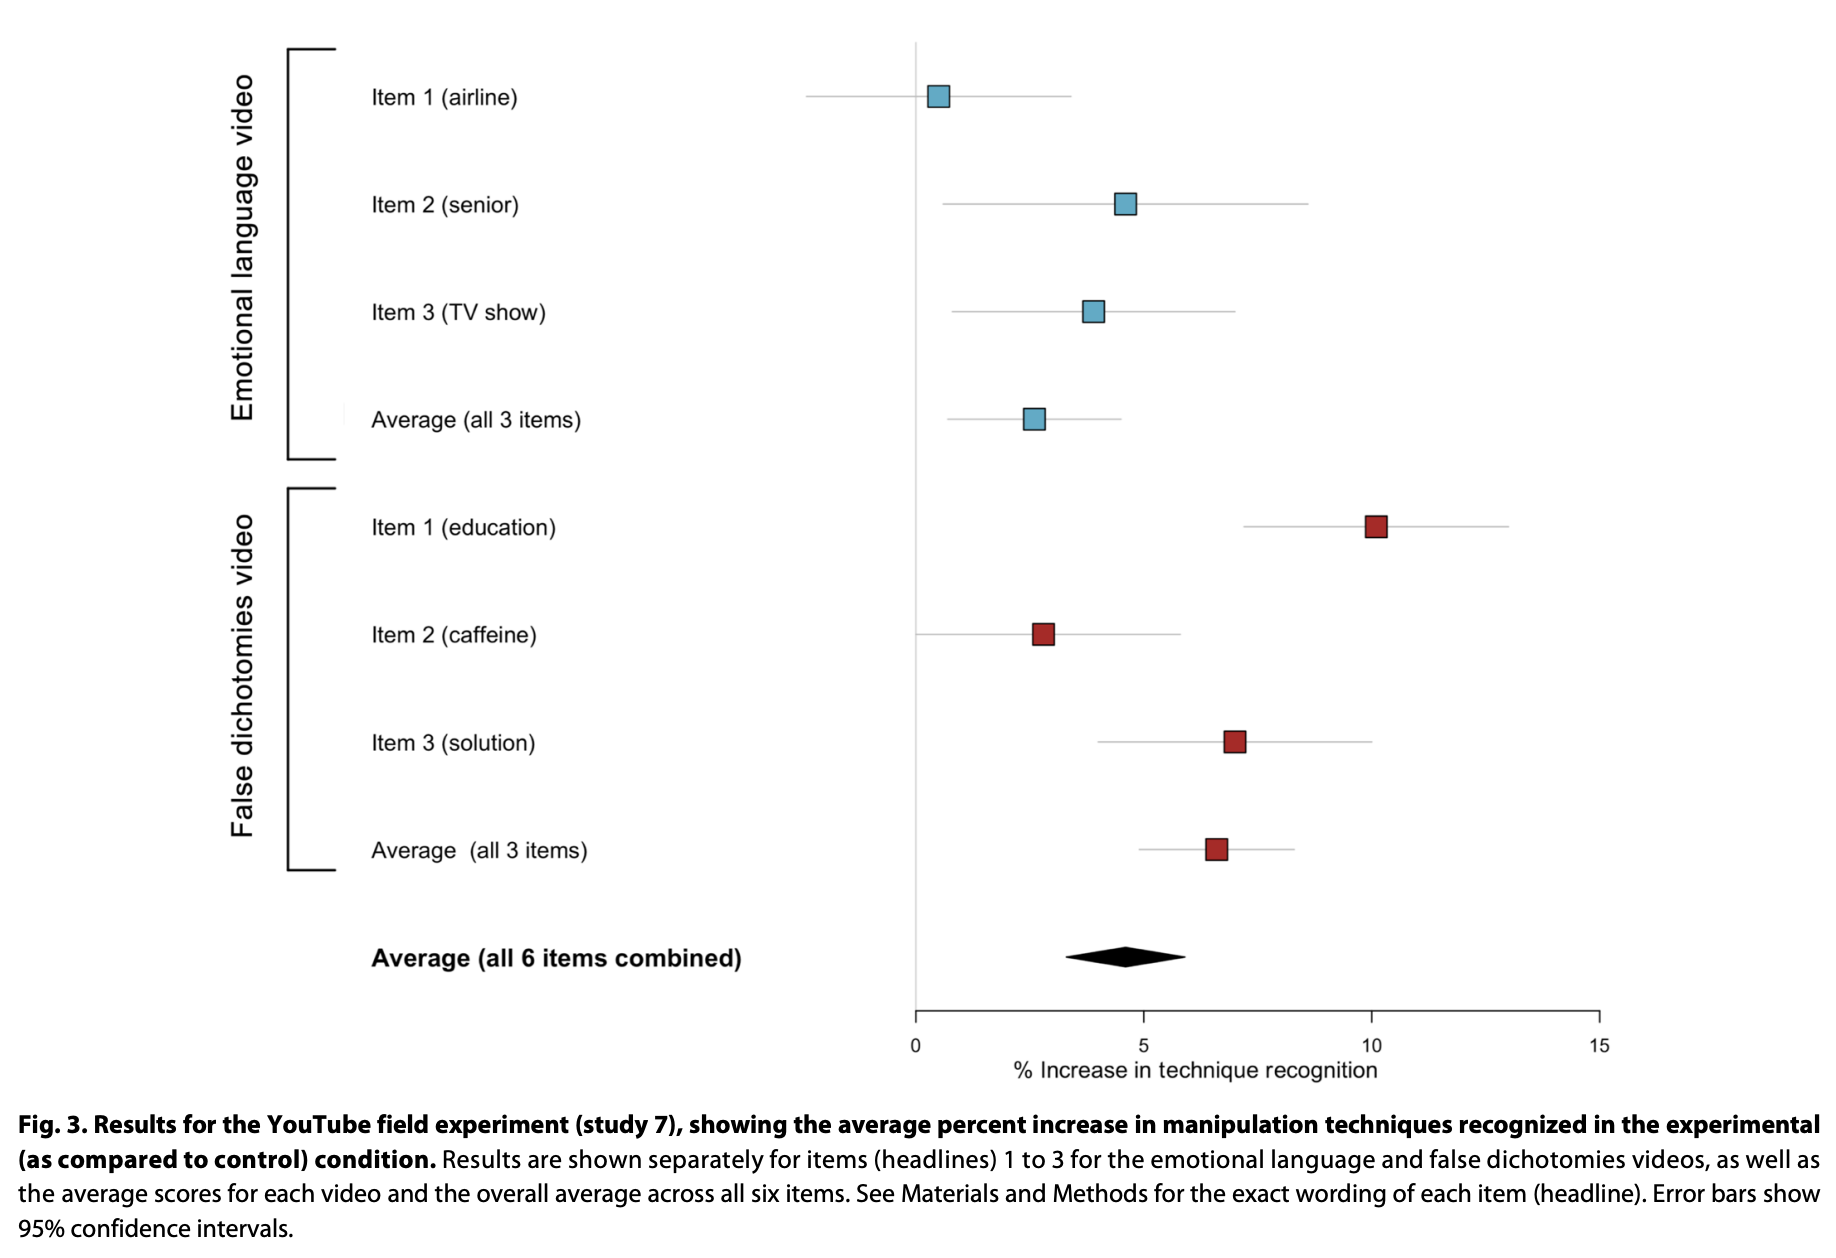 Emotional language video
Item 1 (airline)
Item 2 (senior)
Item 3 (TV show)
Average (all 3 items)
False dichotomies video
Item 1 (education)
Item 2 (caffeine)
Item 3 (solution)
Average  (all 3 items)
Average (all 6 items combined)
0 5 10 15
% Increase in technique recognition
Fig. 3. Results for the YouTube field experiment (study 7), showing the average percent increase in manipulation techniques recognized in the experimental
(as compared to control) condition. Results are shown separately for items (headlines) 1 to 3 for the emotional language and false dichotomies videos, as well as
the average scores for each video and the overall average across all six items. See Materials and Methods for the exact wording of each item (headline). Error bars show
95% confidence intervals.